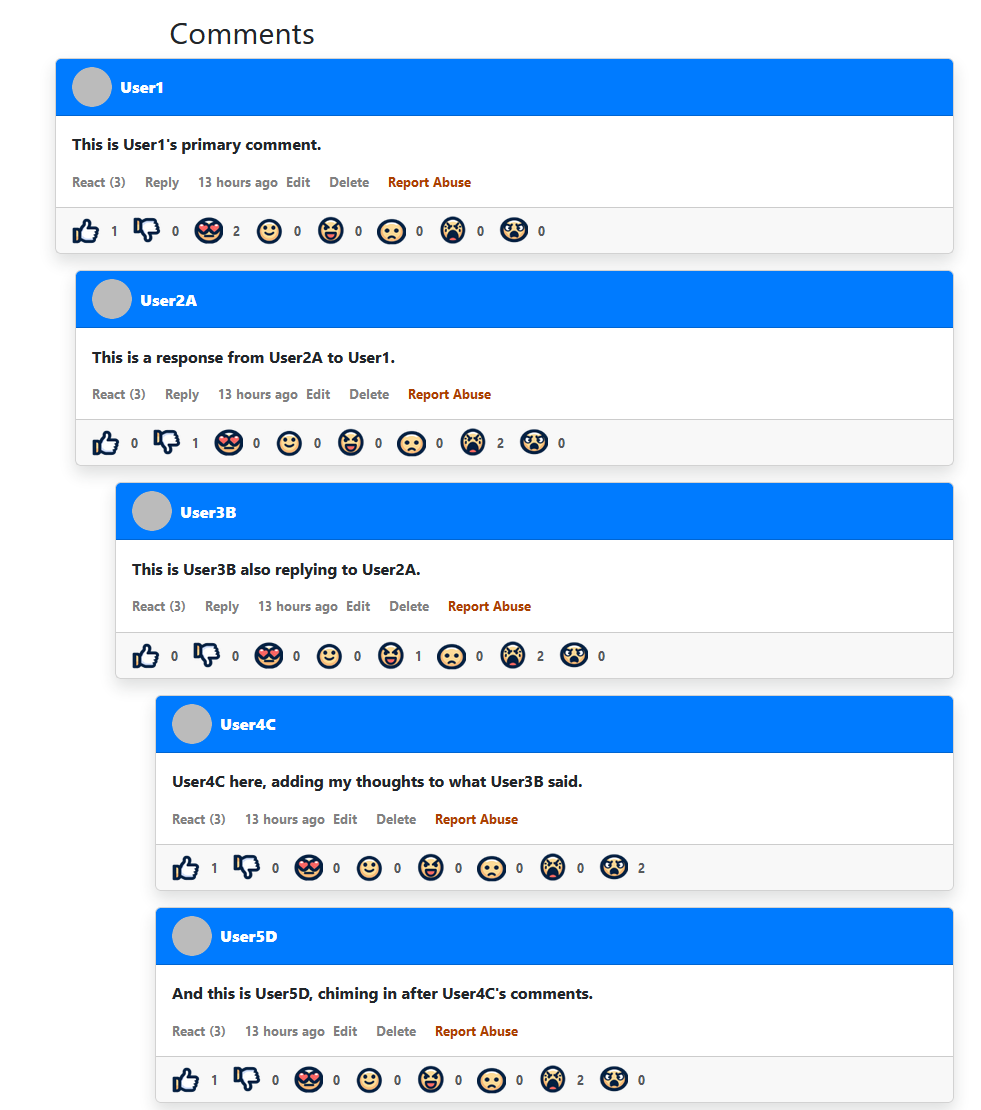 Comments
User1
This is User1's primary comment.
React (3) Reply 13 hours ago Edit Delete Report Abuse
1 0 2 0 0 0 0 0
User2A
This is a response from User2A to User1.
React (3) Reply 13 hours ago Edit Delete Report Abuse
0 1 0 0 0 0 2 0
User3B
This is User3B also replying to User2A.
React (3) Reply 13 hours ago Edit Delete Report Abuse
0 0 0 0 1 0 2 0
User4C
User4C here, adding my thoughts to what User3B said.
React (3) 13 hours ago Edit Delete Report Abuse
1 0 0 0 0 0 0 2
User5D
And this is User5D, chiming in after User4C's comments.
React (3) 13 hours ago Edit Delete Report Abuse
1 0 0 0 0 0 2 0